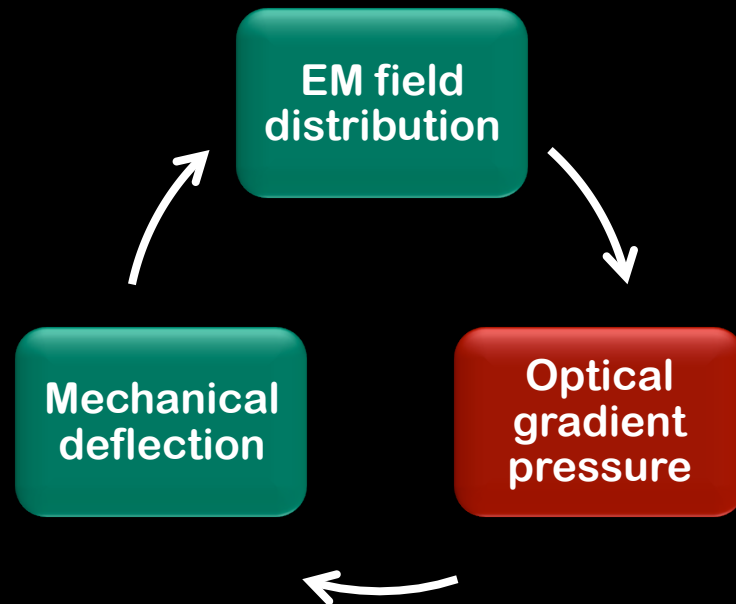 EM field
distribution
Mechanical
deflection
Optical
gradient
pressure